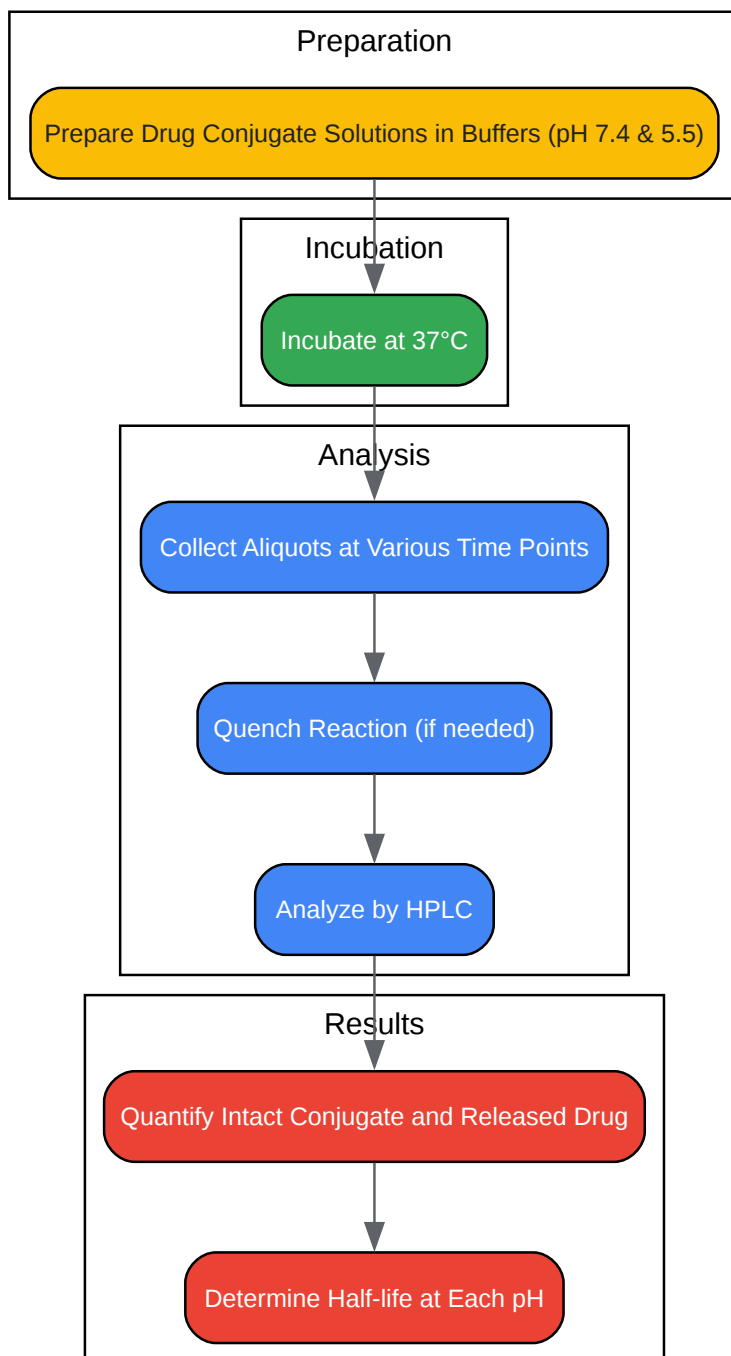 Preparation
Prepare Drug Conjugate Solutions in Buffers (pH 7.4 & 5.5)
Incubation
Incubate at 37°C
Analysis
Collect Aliquots at Various Time Points
Quench Reaction (if needed)
Analyze by HPLC
Results
Quantify Intact Conjugate and Released Drug
Determine Half-life at Each pH